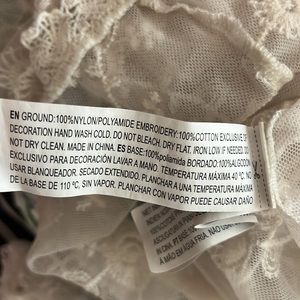 EN GROUND:100%NYLON/POLYAMIDE EMBROIDERY:100%COTTON EXCLUSIVE OF
DECORATION HAND WASH COLD. DO NOT BLEACH. DRY FLAT. IRON LOW IF NEEDED. DO
NOT DRY CLEAN. MADE IN CHINA. ES BASE:100%poliamida BORDADO:100%ALGODON
EXCLUSIVO PARA DECORACIÓN LAVAR A MANO. TEMPERATURA MÁXIMA 40 ºC. NO
USAR BLANQUEADOR. SECADO EXTENDIDO. PLANCHAR A UNA TEMPERATURA MÁXIMA
DE LA BASE DE 110 ºC, SIN VAPOR. PLANCHAR CON VAPOR PUEDE CAUSAR DAÑO